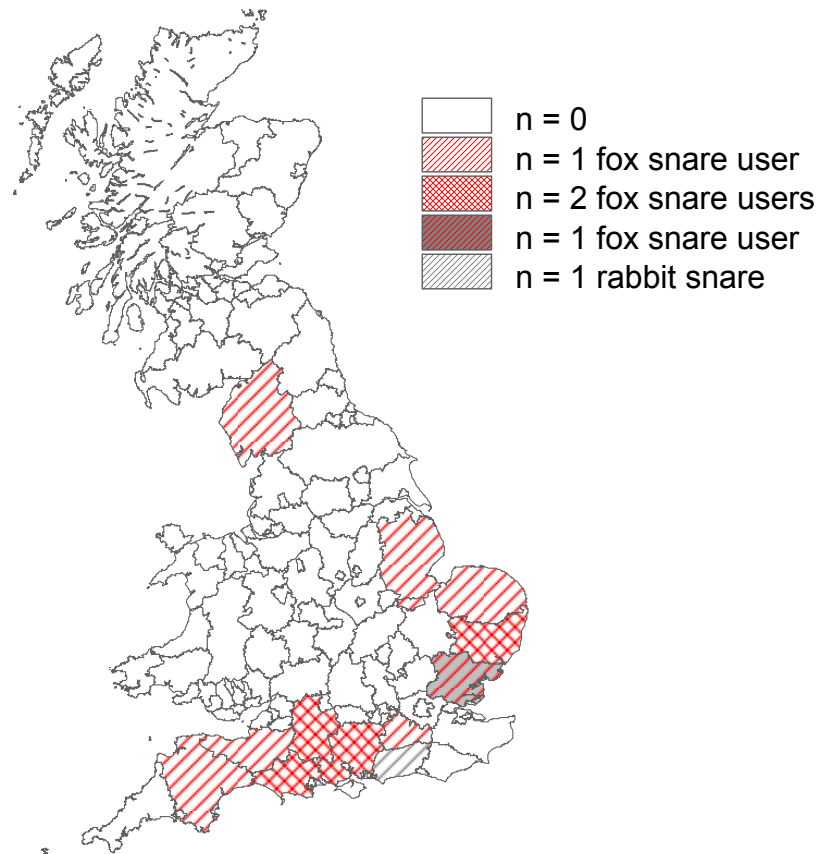 n = 0
n = 1 fox snare user
n = 2 fox snare users
n = 1 fox snare user
n = 1 rabbit snare